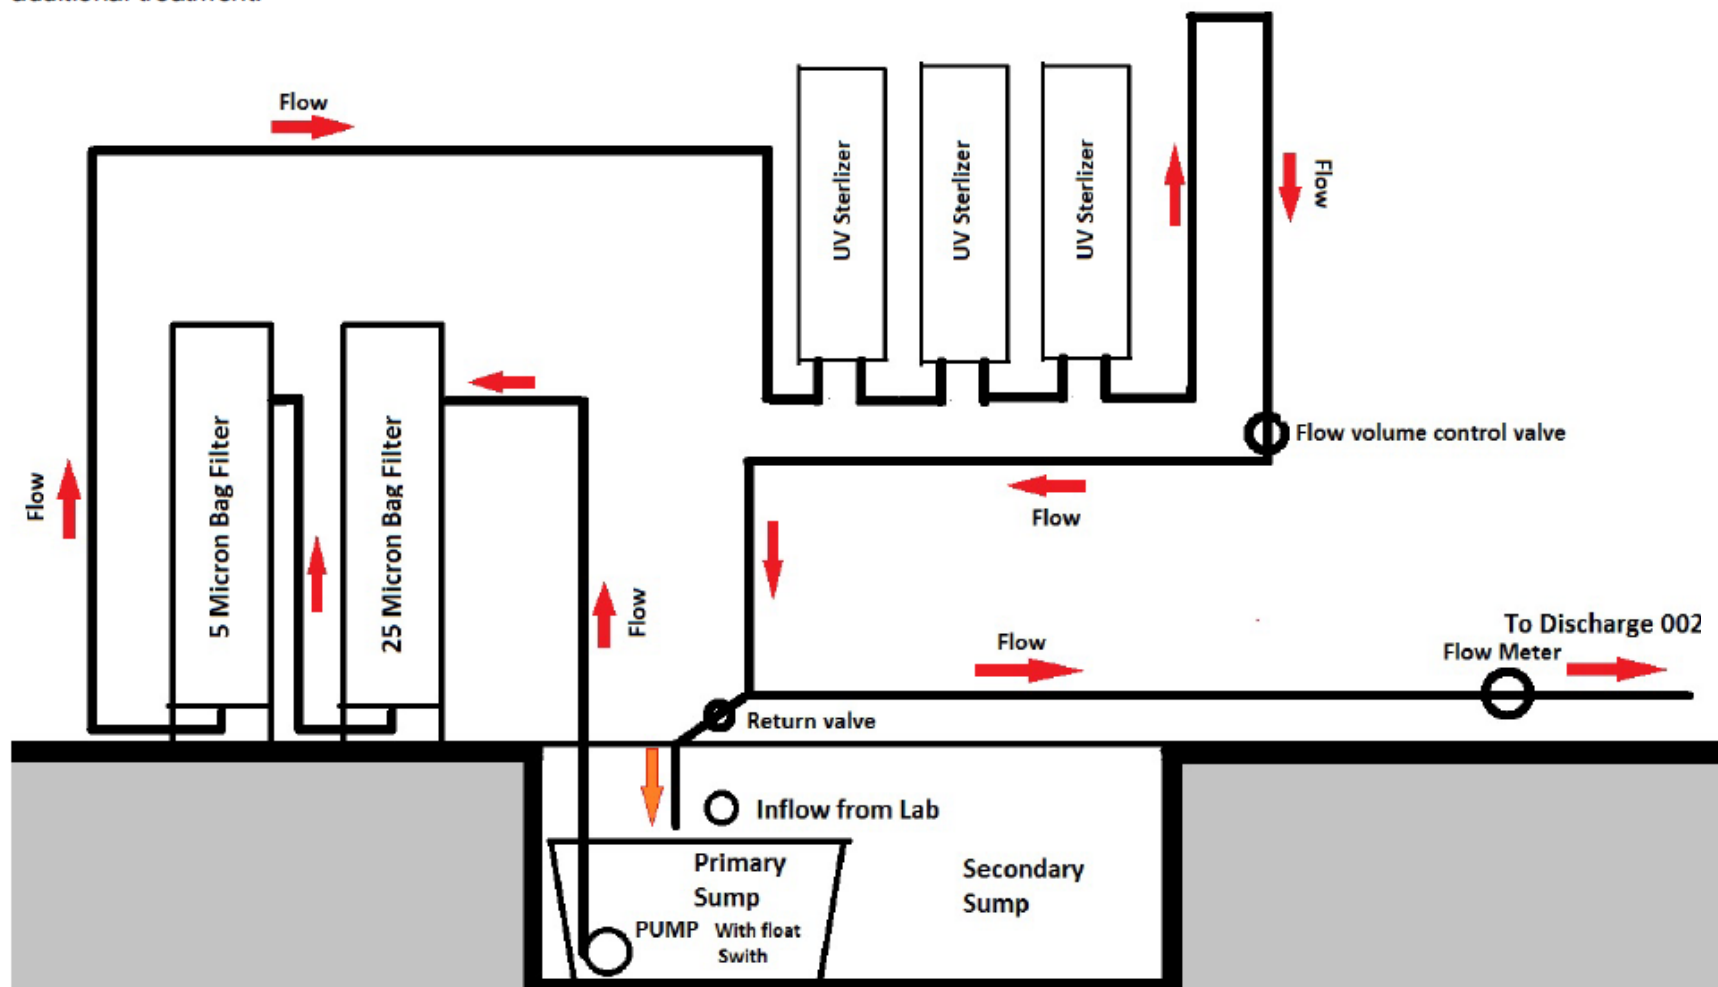 additional treatment.
Flow
UV Sterlizer
UV Sterlizer
UV Sterlizer
Flow
5 Micron Bag Filter
25 Micron Bag Filter
Flow volume control valve
Flow
Flow
Flow
Flow
To Discharge 002
Flow Meter
Return valve
Inflow from Lab
Primary
Sump
Secondary
Sump
PUMP With float
Swith